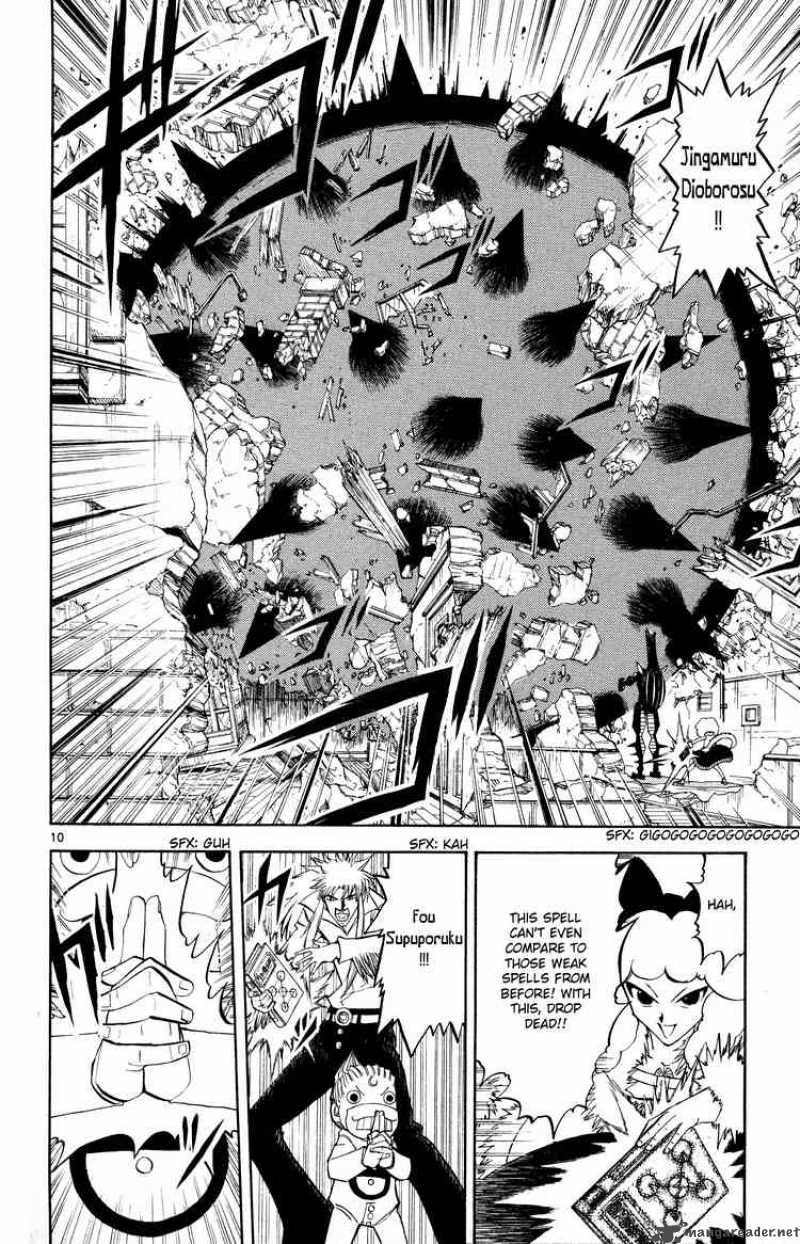 Jingamuru
Dioborosu
!!
10
SFX: GIGOGOGOGOGOGOGOGO
HAH,
THIS SPELL
CAN'T EVEN
COMPARE TO
THOSE WEAK
SPELLS FROM
BEFORE! WITH
THIS, DROP
DEAD!!
SFX: KAH
Fou
Supuporuku
!!!
SFX: GUH
mangareader.net